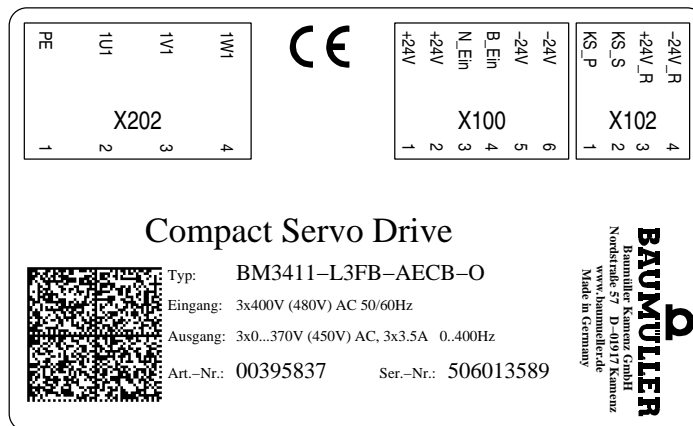 PE 1U1 1V1 1W1
X202
1 2 3 4
CE
+24V +24V N_Ein B_Ein −24V −24V
X100
1 2 3 4 5 6
KS_P KS_S +24V_R −24V_R
X102
1 2 3 4
Compact Servo Drive
Typ: BM3411−L3FB−AECB−O
Eingang: 3x400V (480V) AC 50/60Hz
Ausgang: 3x0...370V (450V) AC, 3x3.5A 0..400Hz
Art.−Nr.: 00395837 Ser.−Nr.: 506013589
b
BAUMÜLLER
Baumüller Kamenz GmbH
Nordstraße 57 D−01917 Kamenz
www.baumueller.de
Made in Germany